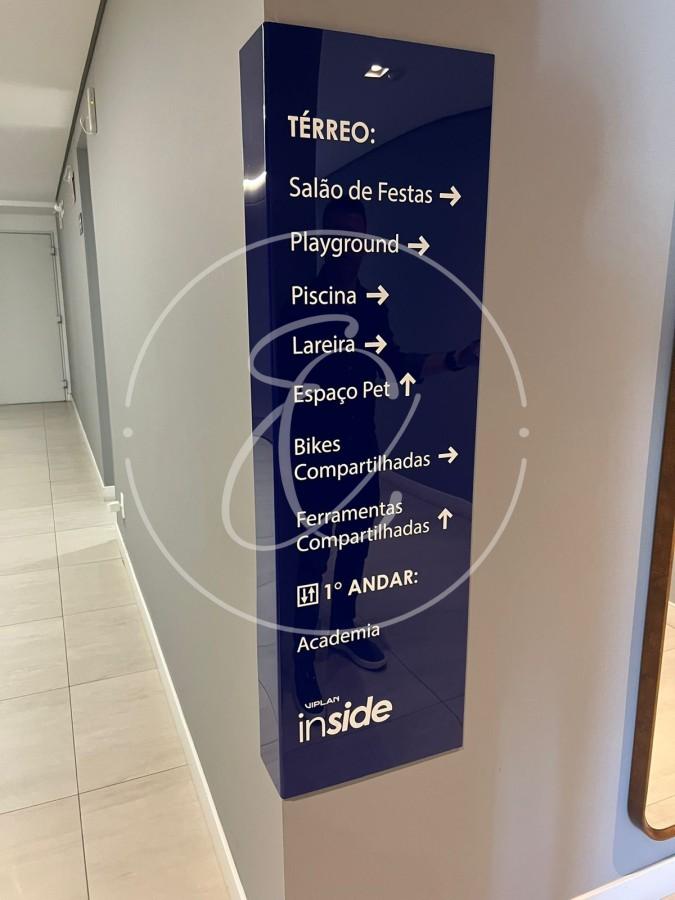 TÉRREO:
Salão de Festas →
Playground →
Piscina →
Lareira →
Espaço Pet ↑
Bikes
Compartilhadas →
Ferramentas
Compartilhadas ↑
1° ANDAR:
Academia
VIPLAN
inside